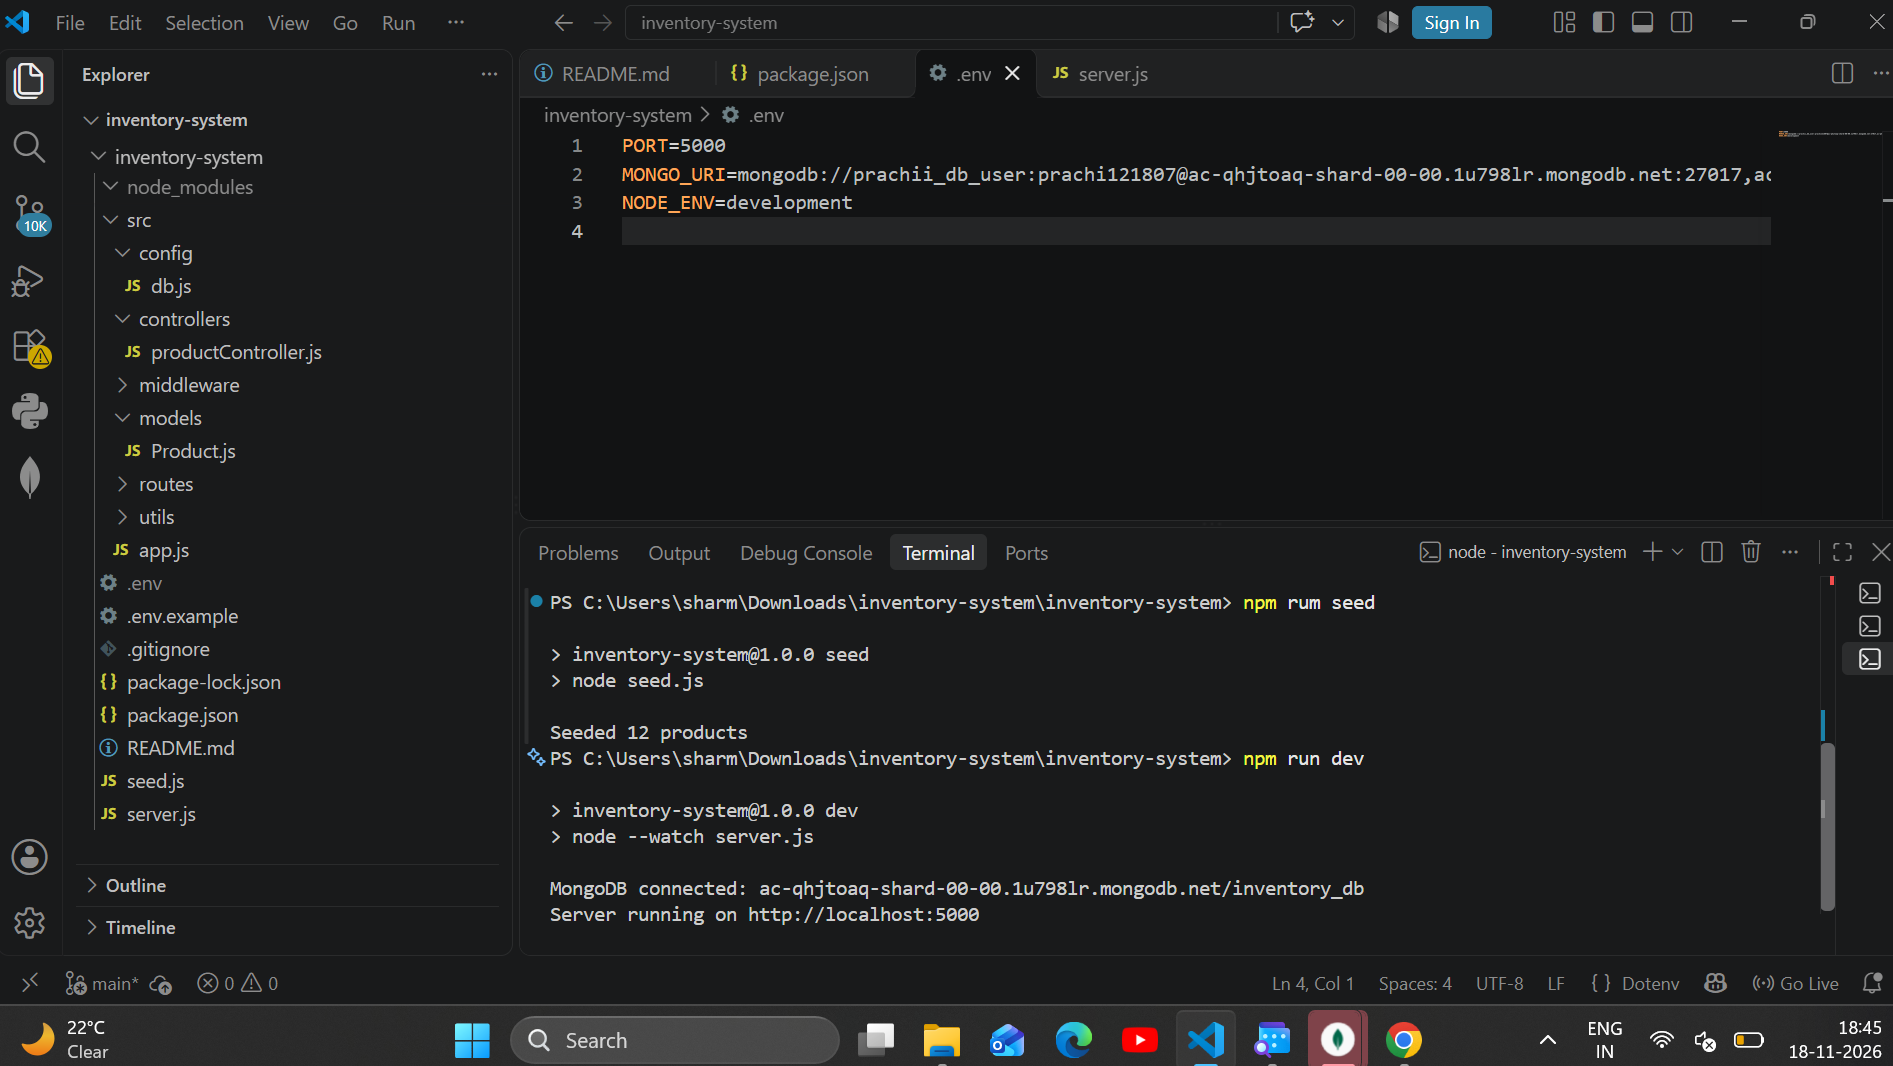 File Edit Selection View Go Run ··· inventory-system Sign In
Explorer ···
inventory-system
inventory-system
node_modules
src
config
JS db.js
controllers
JS productController.js
middleware
models
JS Product.js
routes
utils
JS app.js
.env
.env.example
.gitignore
{} package-lock.json
{} package.json
README.md
JS seed.js
JS server.js
Outline
Timeline
10K
README.md {} package.json .env JS server.js ···
inventory-system > .env
1 PORT=5000
2 MONGO_URI=mongodb://prachii_db_user:prachi121807@ac-qhjtoaq-shard-00-00.1u798lr.mongodb.net:27017,ac
3 NODE_ENV=development
4
Problems Output Debug Console Terminal Ports node - inventory-system ···
PS C:\Users\sharm\Downloads\inventory-system\inventory-system> npm rum seed
> inventory-system@1.0.0 seed
> node seed.js
Seeded 12 products
PS C:\Users\sharm\Downloads\inventory-system\inventory-system> npm run dev
> inventory-system@1.0.0 dev
> node --watch server.js
MongoDB connected: ac-qhjtoaq-shard-00-00.1u798lr.mongodb.net/inventory_db
Server running on http://localhost:5000
main* 0 0 Ln 4, Col 1 Spaces: 4 UTF-8 LF {} Dotenv Go Live
22°C
Clear
Search
ENG
IN
18:45
18-11-2026